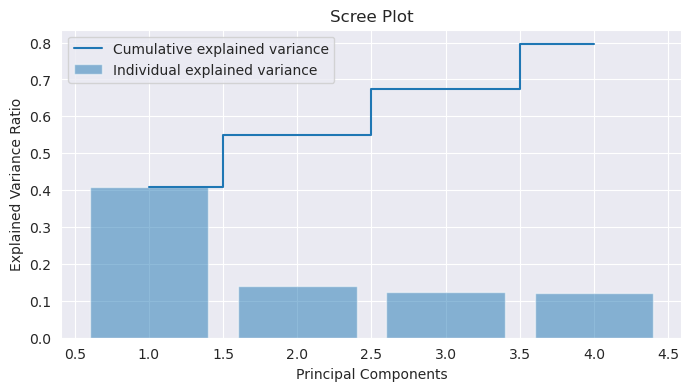 Scree Plot
Cumulative explained variance
Individual explained variance
Explained Variance Ratio
0.8
0.7
0.6
0.5
0.4
0.3
0.2
0.1
0.0
0.5 1.0 1.5 2.0 2.5 3.0 3.5 4.0 4.5
Principal Components